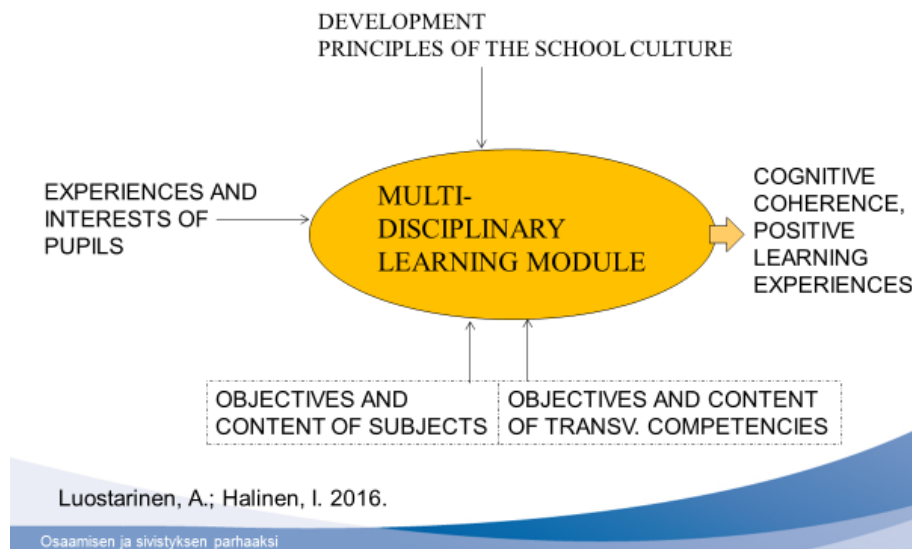 DEVELOPMENT
PRINCIPLES OF THE SCHOOL CULTURE
EXPERIENCES AND
INTERESTS OF
PUPILS
MULTI-
DISCIPLINARY
LEARNING MODULE
COGNITIVE
COHERENCE,
POSITIVE
LEARNING
EXPERIENCES
OBJECTIVES AND
CONTENT OF SUBJECTS
OBJECTIVES AND CONTENT
OF TRANSV. COMPETENCIES
Luostarinen, A.; Halinen, I. 2016.
Osaamisen ja sivistyksen parhaaksi